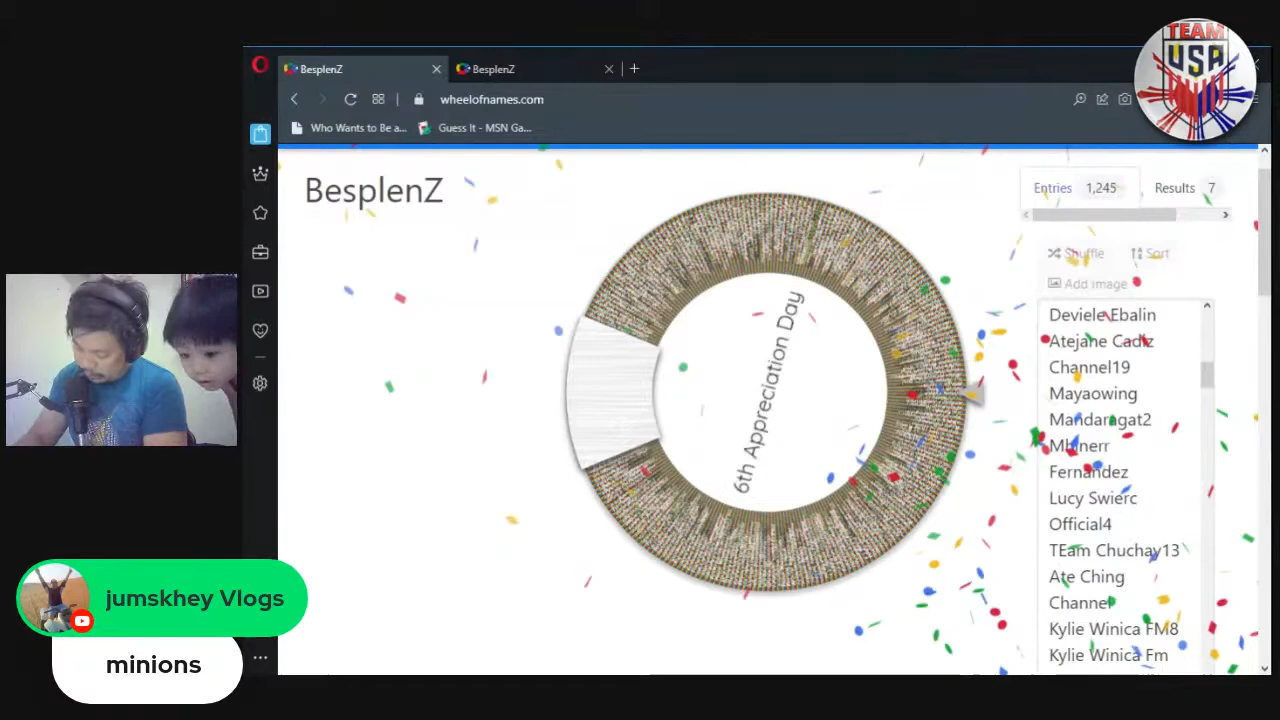 TEAM
USA
BesplenZ
BesplenZ
wheelofnames.com
Who Wants to Be a...
Guess It - MSN Ga...
BesplenZ
Entries 1,245
Results 7
Shuffle
Sort
Add image
6th Appreciation Day
Deviele Ebalin
Atejane Cadiz
Channel19
Mayaowing
Mandaragat2
Mbinerr
Fernandez
Lucy Swierc
Official4
TEam Chuchay13
Ate Ching
Channel
Kylie Winica FM8
Kylie Winica Fm
jumskhey Vlogs
minions